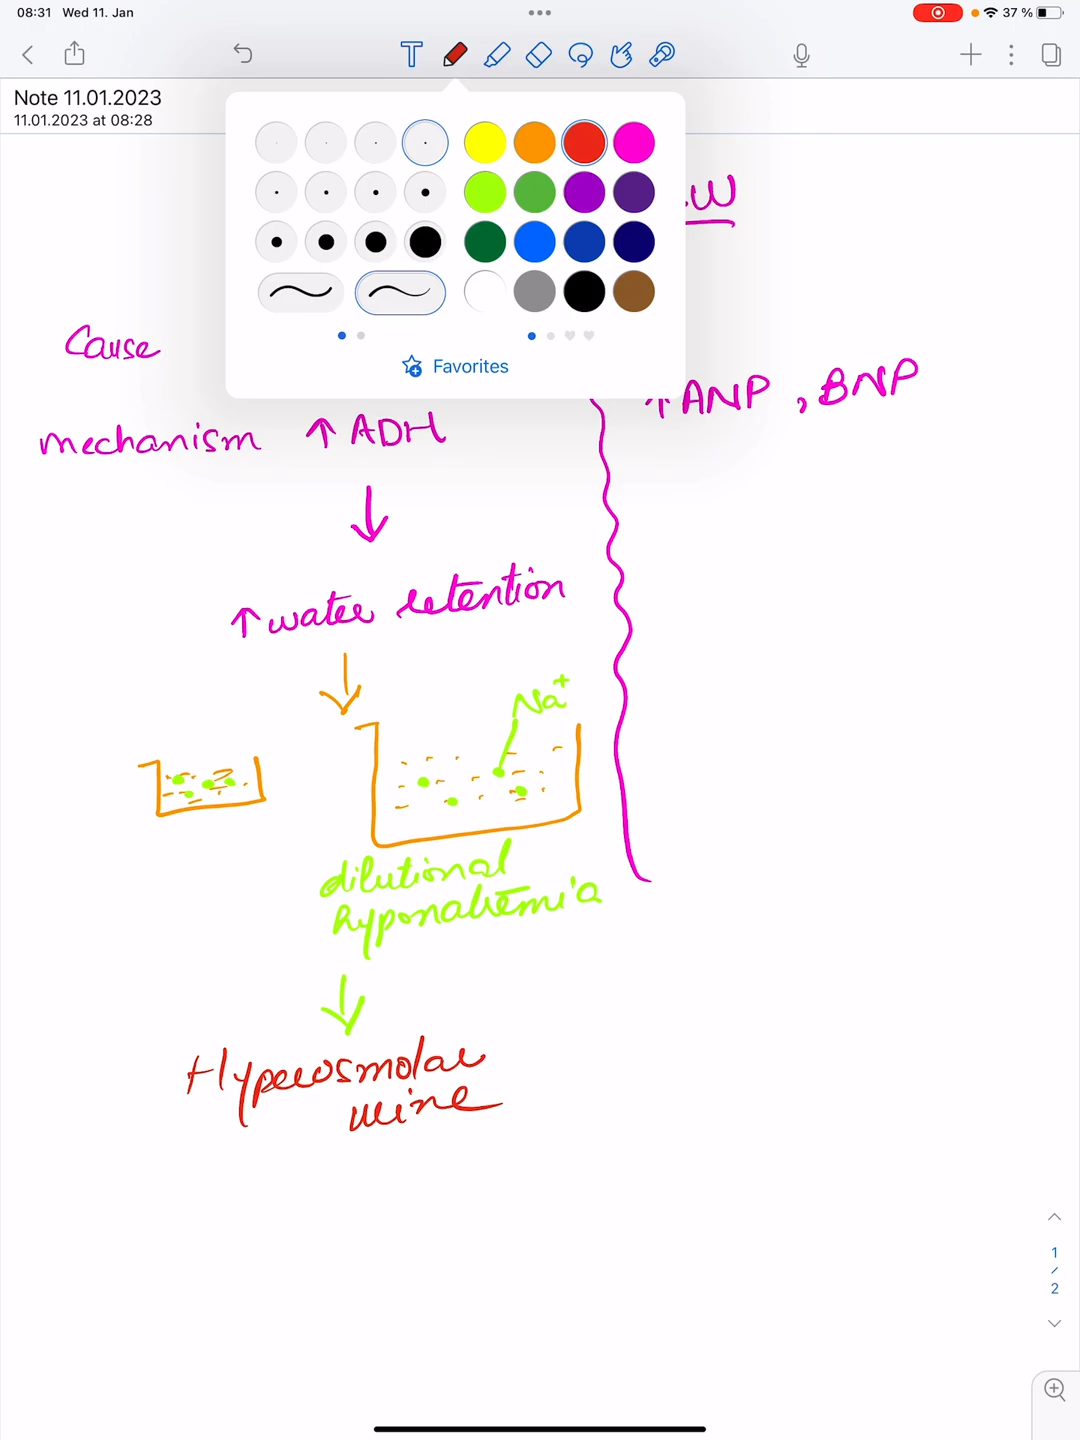 08:31 Wed 11. Jan
37 %
T
Note 11.01.2023
11.01.2023 at 08:28
W
Favorites
Cause
↑ ANP, BNP
mechanism ↑ ADH
↓
↑ water retention
↓
Na+
dilutional
hyponatremia
↓
Hyperosmolar
urine
1
/
2